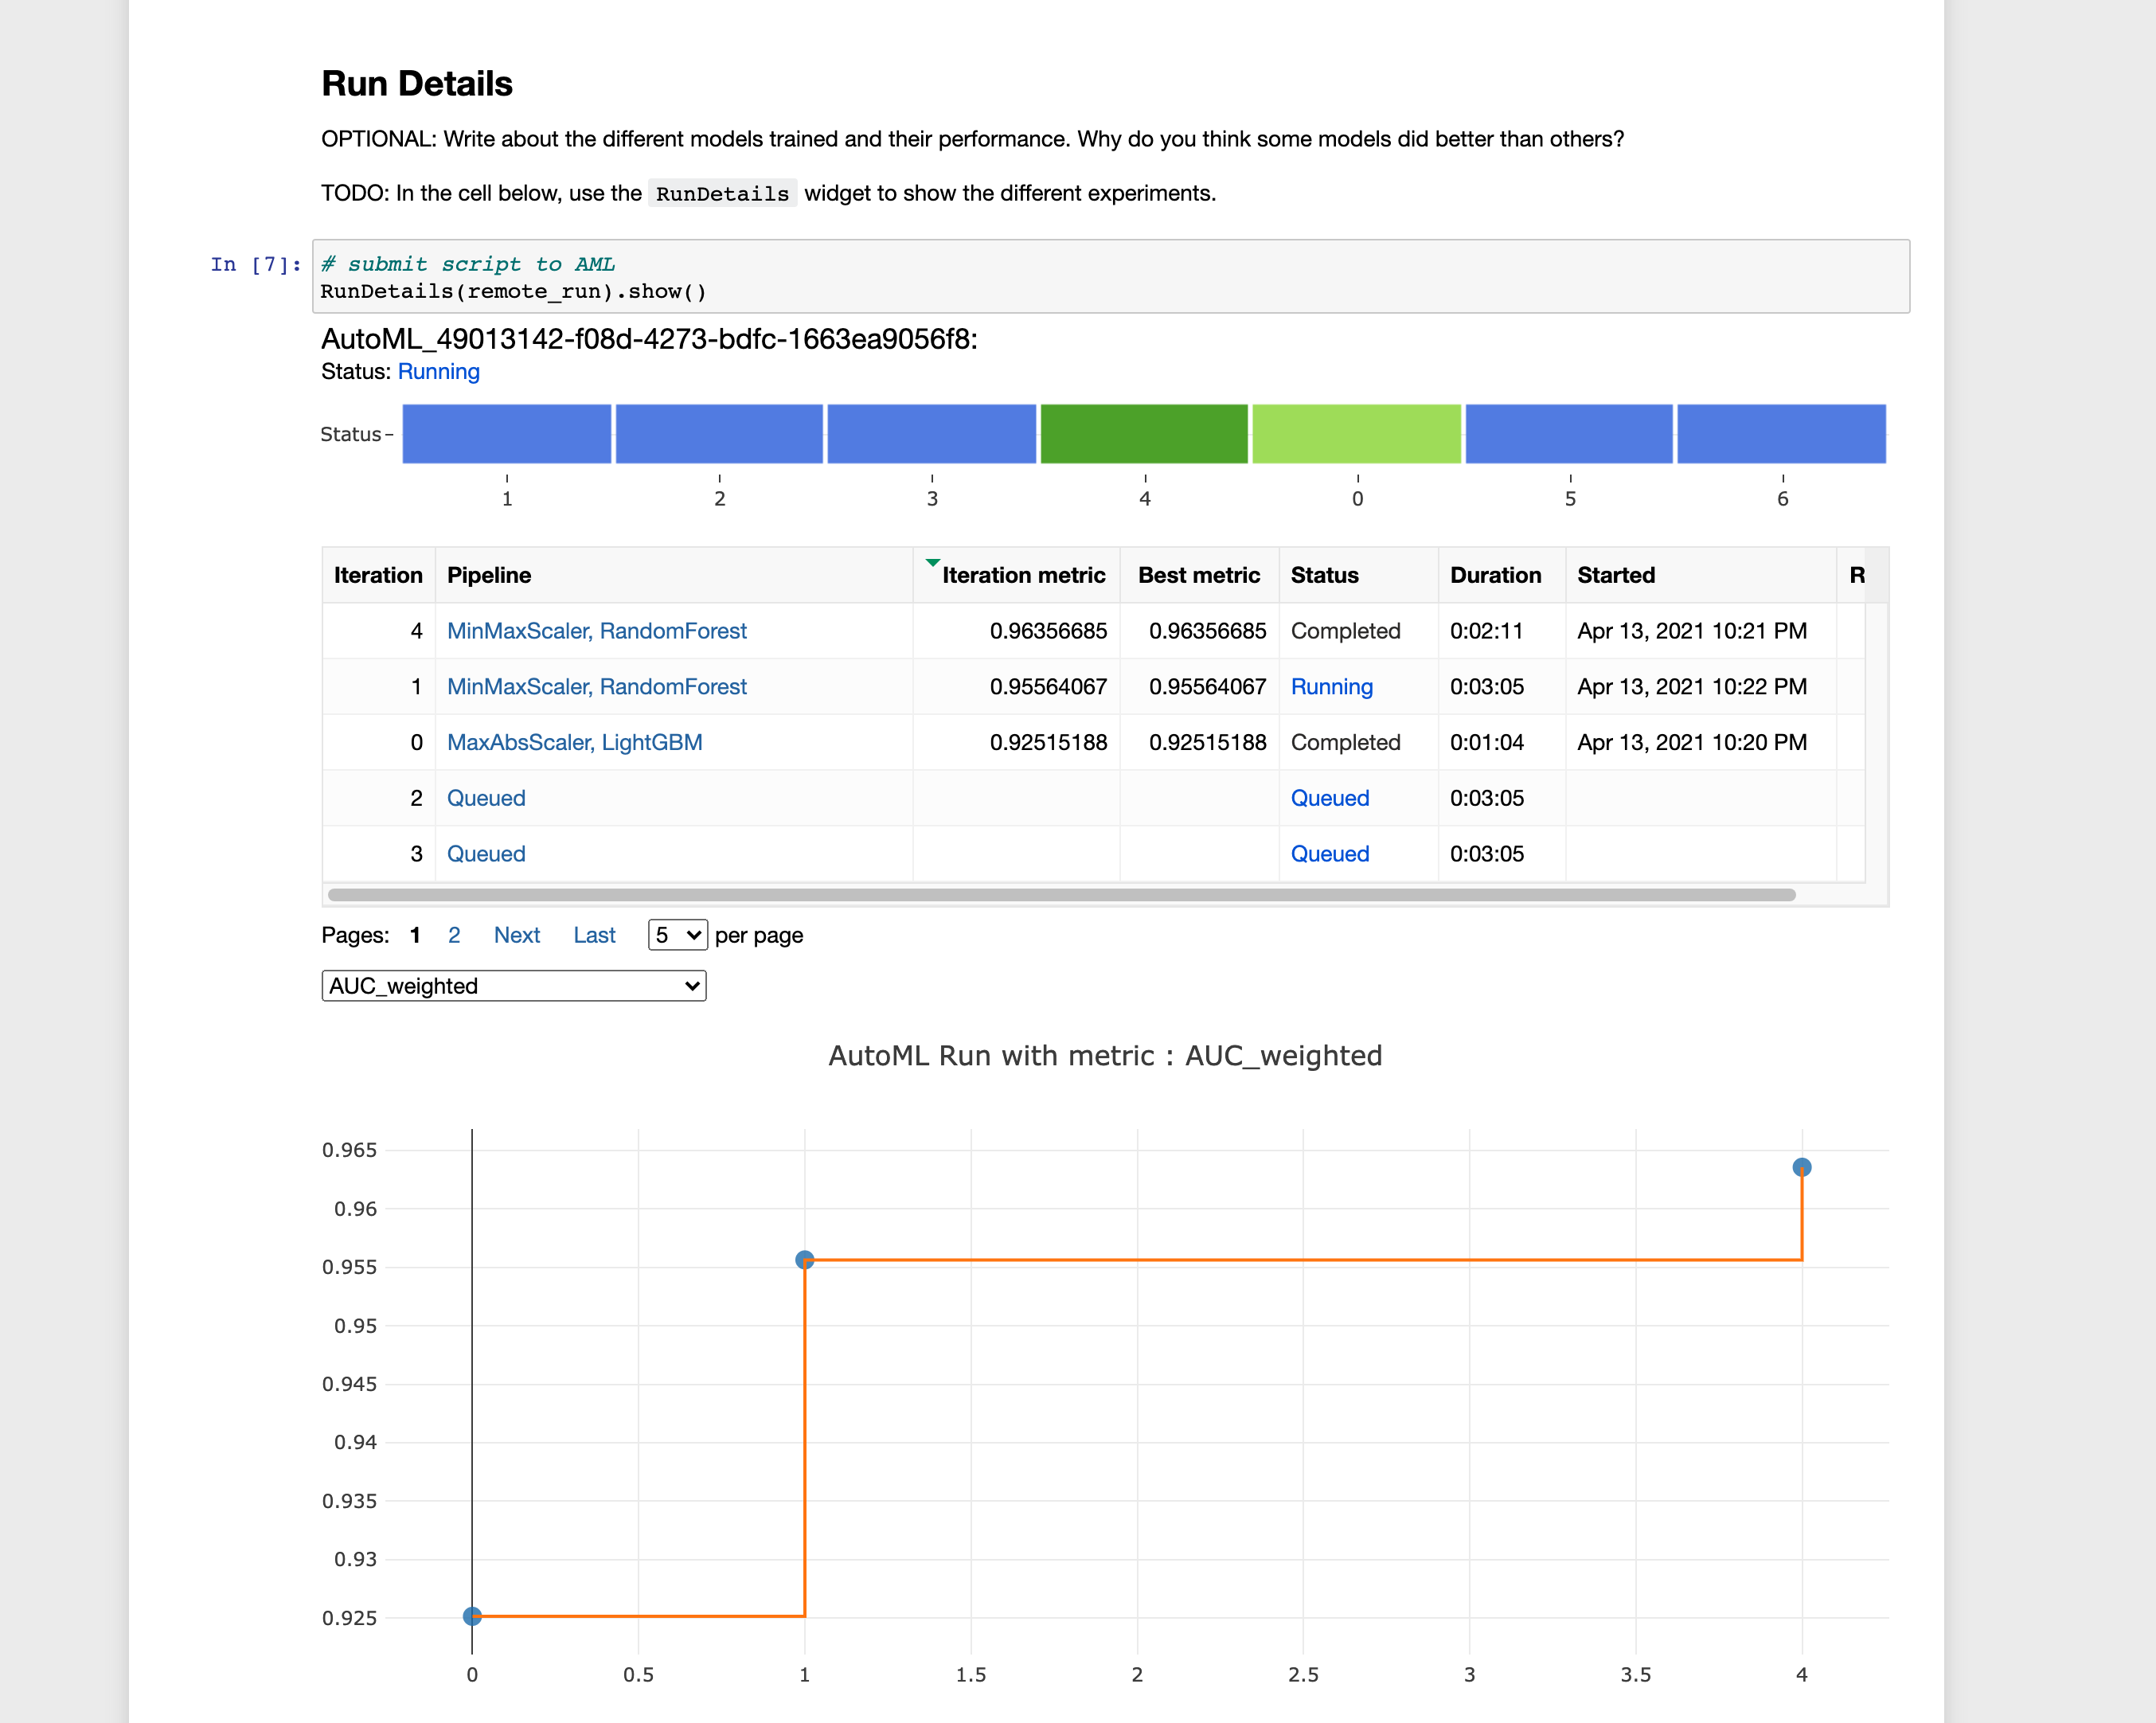 Run Details
OPTIONAL: Write about the different models trained and their performance. Why do you think some models did better than others?
TODO: In the cell below, use the RunDetails widget to show the different experiments.
In [7]: # submit script to AML
RunDetails(remote_run).show()
AutoML_49013142-f08d-4273-bdfc-1663ea9056f8:
Status: Running
Status
1 2 3 4 0 5 6
Iteration Pipeline Iteration metric Best metric Status Duration Started R
4 MinMaxScaler, RandomForest 0.96356685 0.96356685 Completed 0:02:11 Apr 13, 2021 10:21 PM
1 MinMaxScaler, RandomForest 0.95564067 0.95564067 Running 0:03:05 Apr 13, 2021 10:22 PM
0 MaxAbsScaler, LightGBM 0.92515188 0.92515188 Completed 0:01:04 Apr 13, 2021 10:20 PM
2 Queued Queued 0:03:05
3 Queued Queued 0:03:05
Pages: 1 2 Next Last 5 per page
AUC_weighted
AutoML Run with metric : AUC_weighted
0.965
0.96
0.955
0.95
0.945
0.94
0.935
0.93
0.925
0 0.5 1 1.5 2 2.5 3 3.5 4